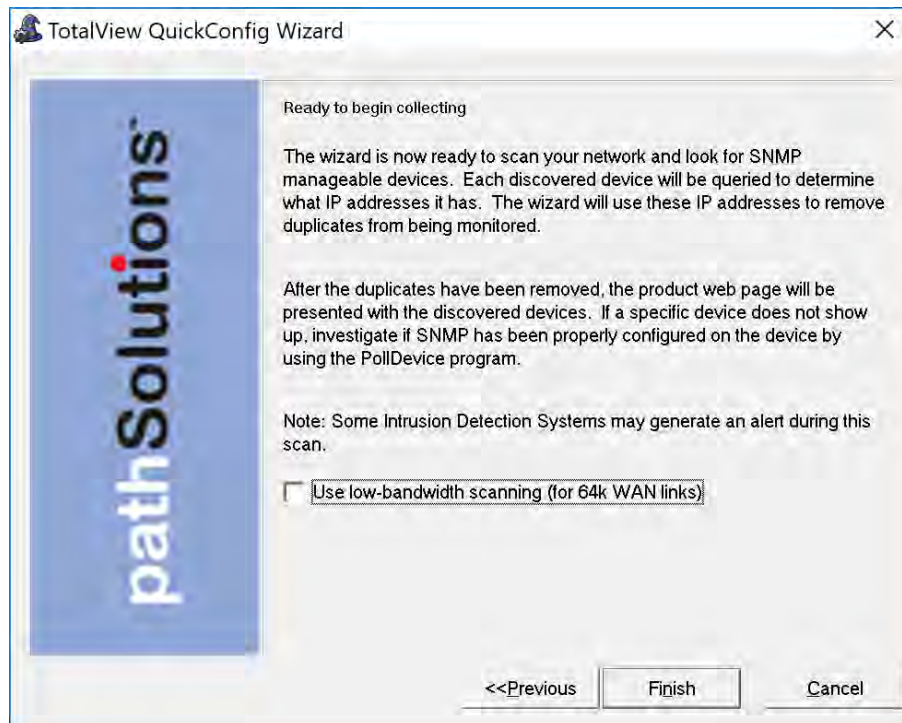 TotalView QuickConfig Wizard
pathSolutions
Ready to begin collecting
The wizard is now ready to scan your network and look for SNMP
manageable devices. Each discovered device will be queried to determine
what IP addresses it has. The wizard will use these IP addresses to remove
duplicates from being monitored.
After the duplicates have been removed, the product web page will be
presented with the discovered devices. If a specific device does not show
up, investigate if SNMP has been properly configured on the device by
using the PollDevice program.
Note: Some Intrusion Detection Systems may generate an alert during this
scan.
Use low-bandwidth scanning (for 64k WAN links)
<<Previous Finish Cancel